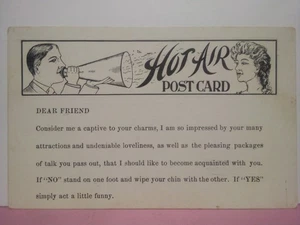 HOT AIR
POST CARD
DEAR FRIEND
Consider me a captive to your charms, I am so impressed by your many
attractions and undeniable loveliness, as well as the pleasing packages
of talk you pass out, that I should like to become acquainted with you.
If "NO" stand on one foot and wipe your chin with the other. If "YES"
simply act a little funny.